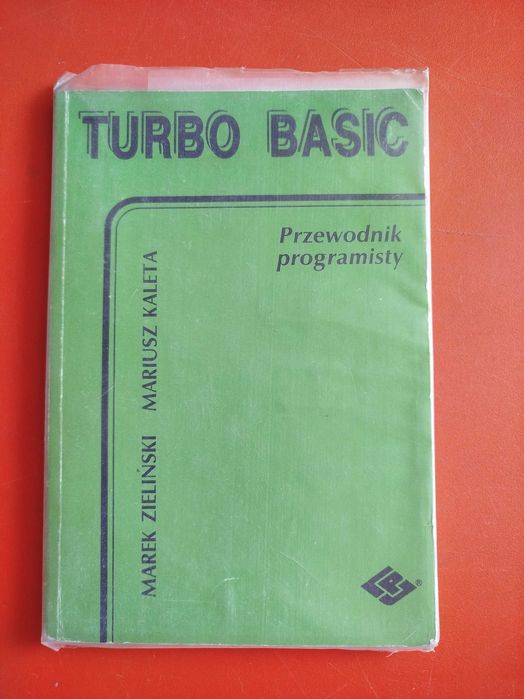 TURBO BASIC
Przewodnik
programisty
MAREK ZIELIŃSKI MARIUSZ KALETA
®